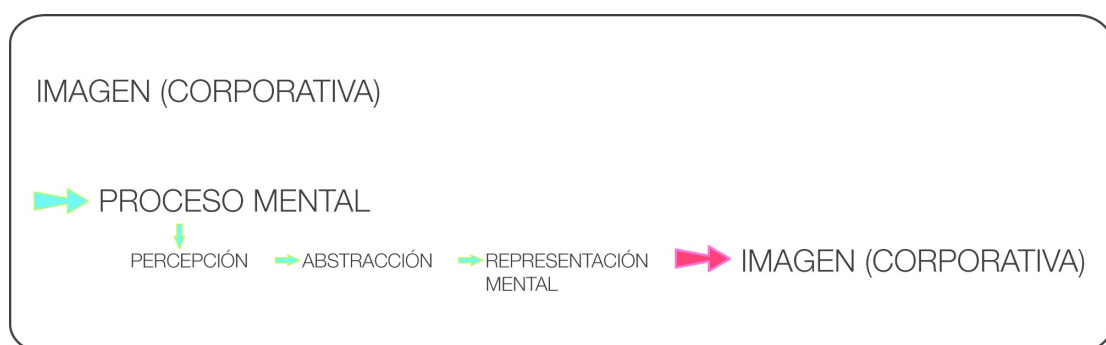 IMAGEN (CORPORATIVA)
PROCESO MENTAL
PERCEPCIÓN ABSTRACCIÓN REPRESENTACIÓN
MENTAL
IMAGEN (CORPORATIVA)